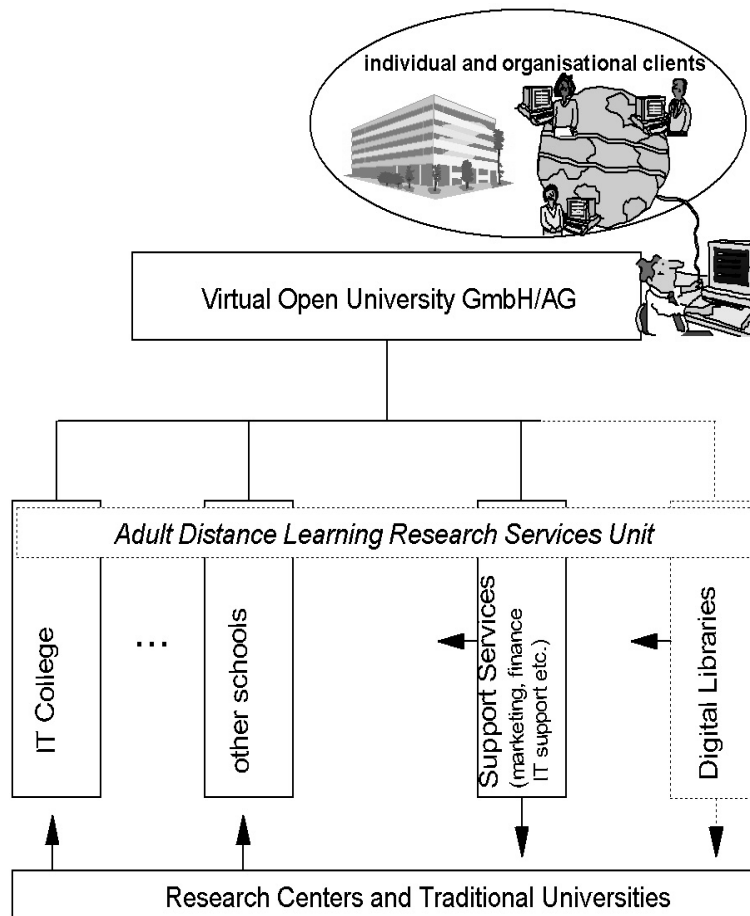 individual and organisational clients
Virtual Open University GmbH/AG
Adult Distance Learning Research Services Unit
IT College
...
other schools
Support Services
(marketing, finance
IT support etc.)
Digital Libraries
Research Centers and Traditional Universities